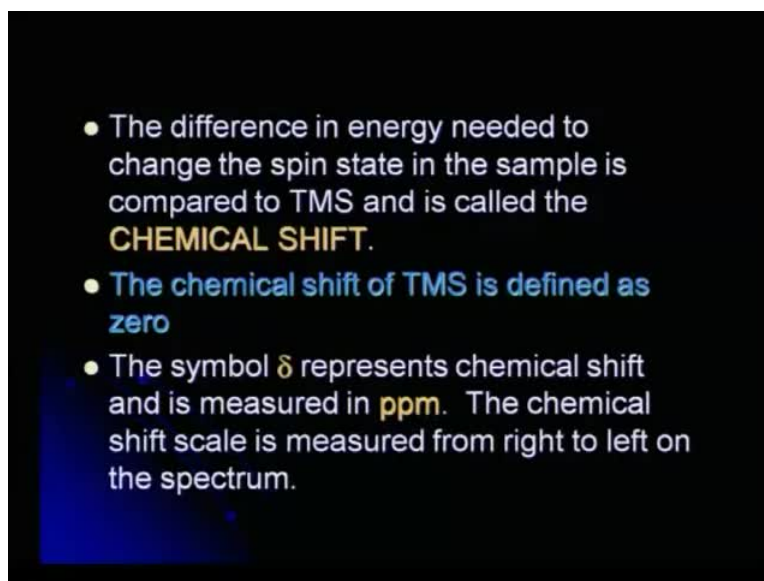 • The difference in energy needed to
change the spin state in the sample is
compared to TMS and is called the
CHEMICAL SHIFT.
• The chemical shift of TMS is defined as
zero
• The symbol δ represents chemical shift
and is measured in ppm. The chemical
shift scale is measured from right to left on
the spectrum.